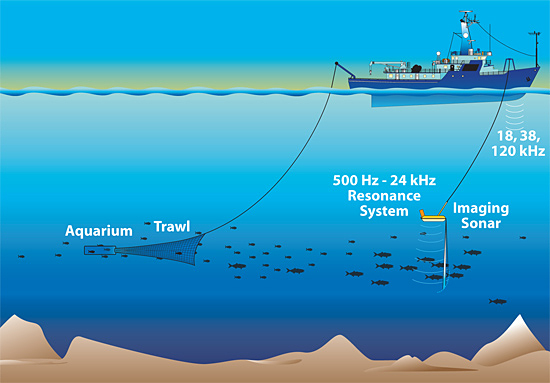 18, 38,
120 kHz
500 Hz - 24 kHz
Resonance
System
Imaging
Sonar
Aquarium
Trawl